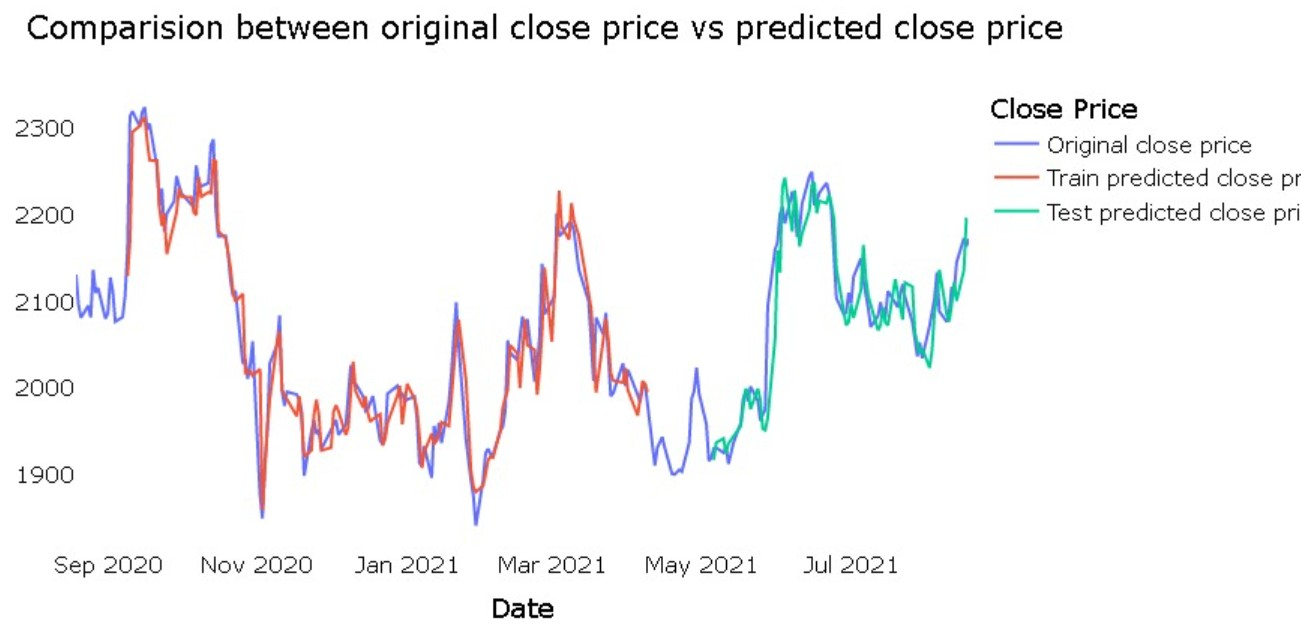 Comparision between original close price vs predicted close price
Close Price
Original close price
Train predicted close pr
Test predicted close pri
2300
2200
2100
2000
1900
Sep 2020 Nov 2020 Jan 2021 Mar 2021 May 2021 Jul 2021
Date